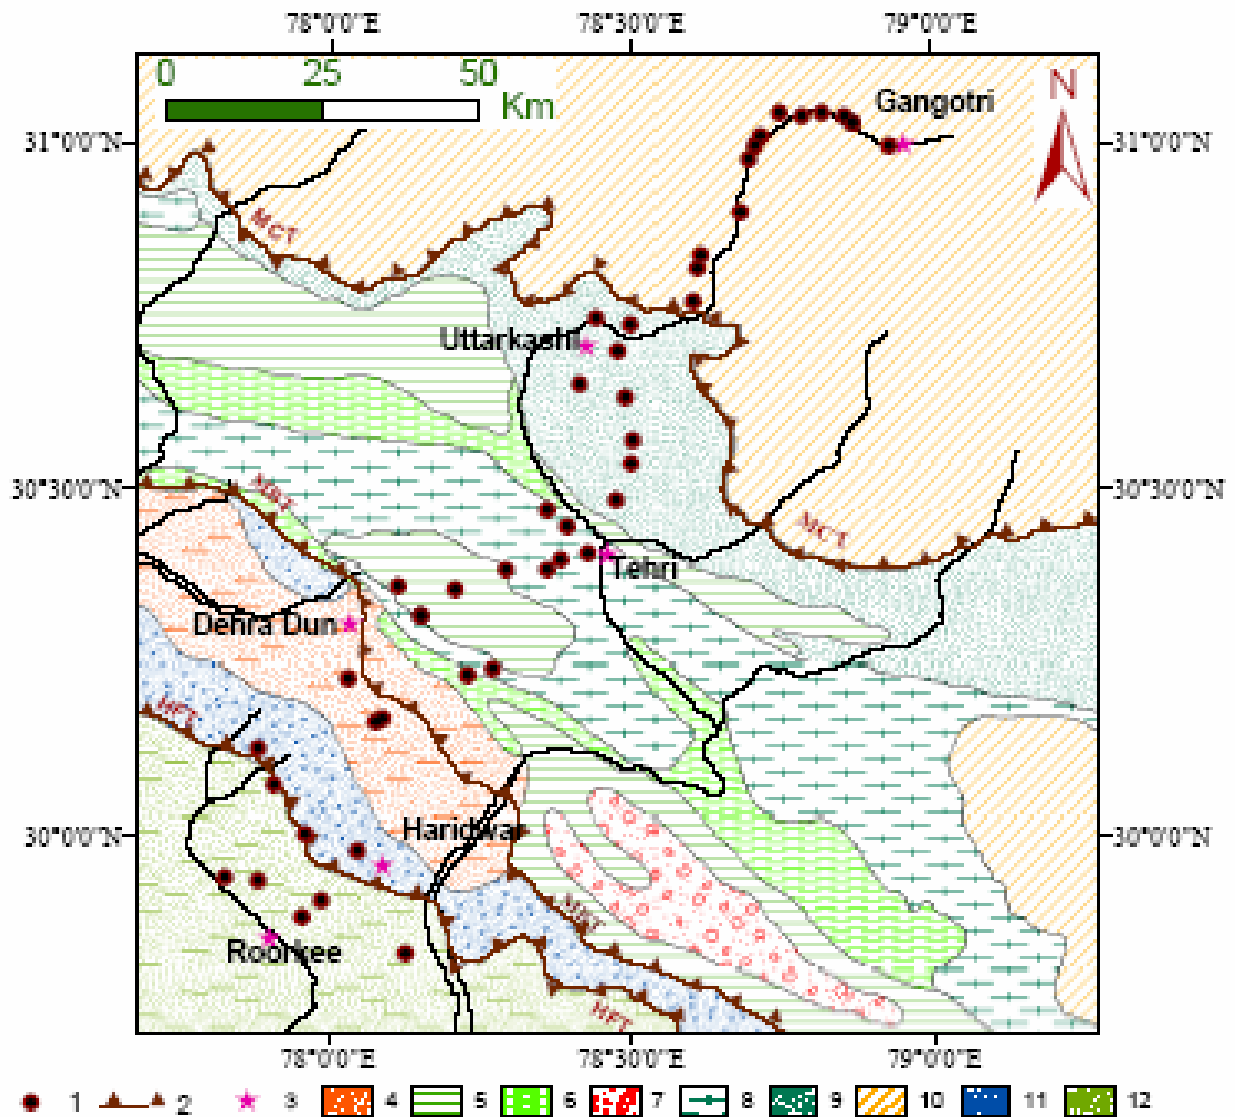 78°0'0"E 78°30'0"E 79°0'0"E
0 25 50
Km
N
Gangotri
31°0'0"N 31°0'0"N
MCT
Uttarkashi
30°30'0"N 30°30'0"N
MBT
MCT
Tehri
Dehra Dun
MFT
30°0'0"N 30°0'0"N
Haridwar
MBT
Roorkee
MFT
78°0'0"E 78°30'0"E 79°0'0"E
1 2 3 4 5 6 7 8 9 10 11 12